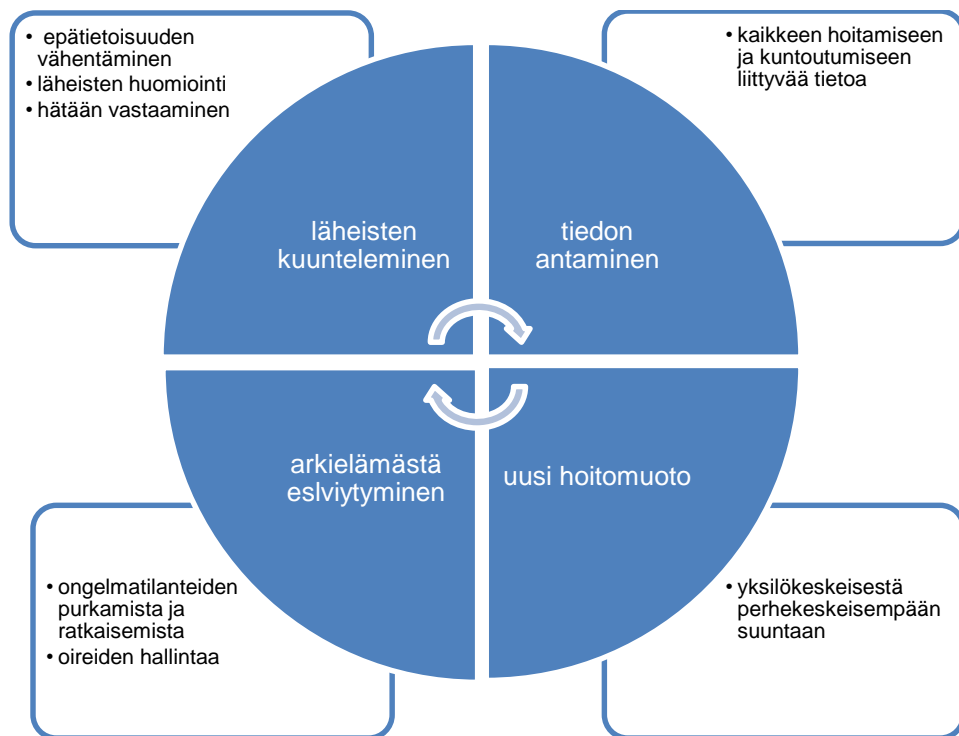 • epätietoisuuden
vähentäminen
• läheisten huomiointi
• hätään vastaaminen
• kaikkeen hoitamiseen
ja kuntoutumiseen
liittyvää tietoa
läheisten
kuunteleminen
tiedon
antaminen
arkielämästä
eslviytyminen
uusi hoitomuoto
• ongelmatilanteiden
purkamista ja
ratkaisemista
• oireiden hallintaa
• yksilökeskeisestä
perhekeskeisempään
suuntaan